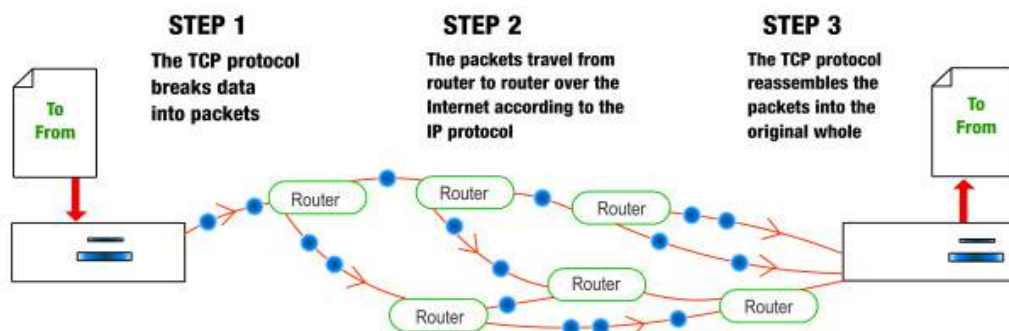 STEP 1
The TCP protocol
breaks data
into packets
STEP 2
The packets travel from
router to router over the
Internet according to the
IP protocol
STEP 3
The TCP protocol
reassembles the
packets into the
original whole
To
From
To
From
Router
Router
Router
Router
Router
Router